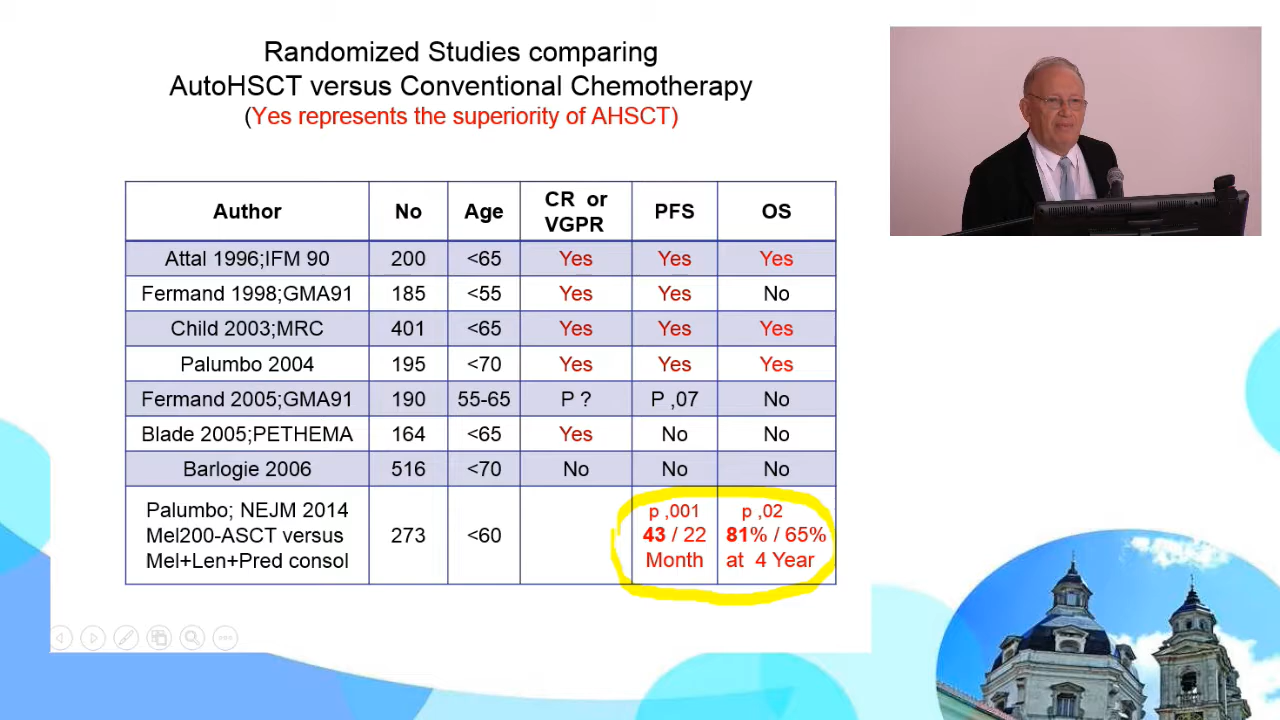 Randomized Studies comparing
AutoHSCT versus Conventional Chemotherapy
(Yes represents the superiority of AHSCT)
Author No Age CR or VGPR PFS OS
Attal 1996;IFM 90 200 <65 Yes Yes Yes
Fermand 1998;GMA91 185 <55 Yes Yes No
Child 2003;MRC 401 <65 Yes Yes Yes
Palumbo 2004 195 <70 Yes Yes Yes
Fermand 2005;GMA91 190 55-65 P ? P ,07 No
Blade 2005;PETHEMA 164 <65 Yes No No
Barlogie 2006 516 <70 No No No
Palumbo; NEJM 2014 p ,001 p ,02
Mel200-ASCT versus 273 <60 43 / 22 81% / 65%
Mel+Len+Pred consol Month at 4 Year